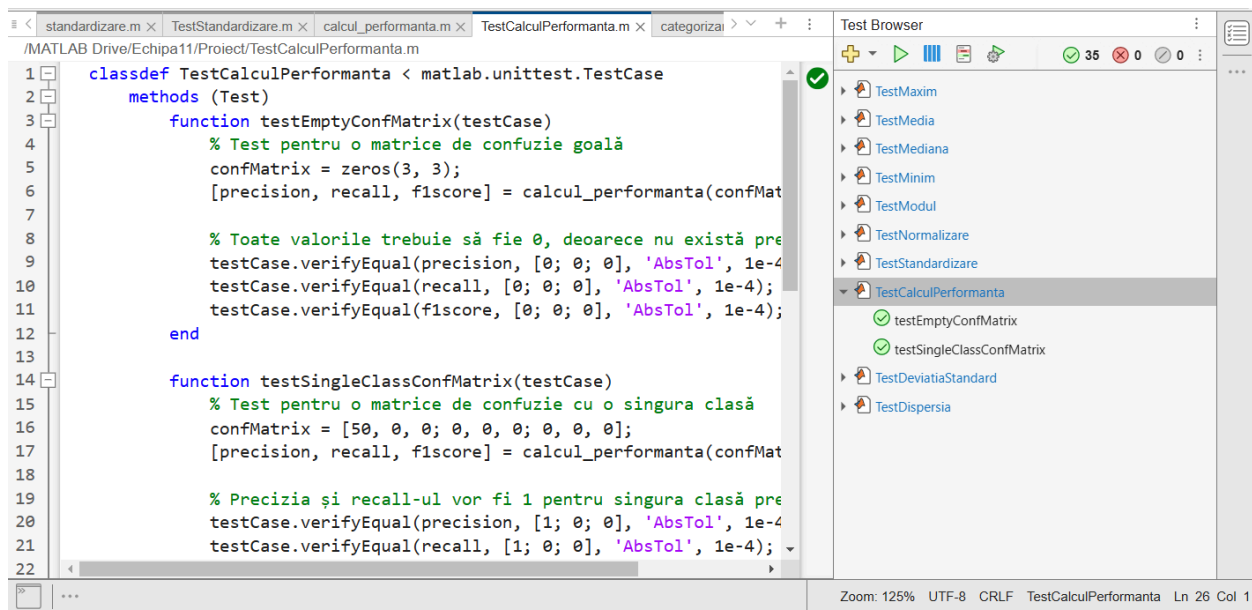 standardizare.m × TestStandardizare.m × calcul_performanta.m × TestCalculPerformanta.m × categorizar
/MATLAB Drive/Echipa11/Proiect/TestCalculPerformanta.m
1 classdef TestCalculPerformanta < matlab.unittest.TestCase
2 methods (Test)
3 function testEmptyConfMatrix(testCase)
4 % Test pentru o matrice de confuzie goală
5 confMatrix = zeros(3, 3);
6 [precision, recall, f1score] = calcul_performanta(confMat
7
8 % Toate valorile trebuie să fie 0, deoarece nu există pre
9 testCase.verifyEqual(precision, [0; 0; 0], 'AbsTol', 1e-4
10 testCase.verifyEqual(recall, [0; 0; 0], 'AbsTol', 1e-4);
11 testCase.verifyEqual(f1score, [0; 0; 0], 'AbsTol', 1e-4);
12 end
13
14 function testSingleClassConfMatrix(testCase)
15 % Test pentru o matrice de confuzie cu o singura clasă
16 confMatrix = [50, 0, 0; 0, 0, 0; 0, 0, 0];
17 [precision, recall, f1score] = calcul_performanta(confMat
18
19 % Precizia și recall-ul vor fi 1 pentru singura clasă pre
20 testCase.verifyEqual(precision, [1; 0; 0], 'AbsTol', 1e-4
21 testCase.verifyEqual(recall, [1; 0; 0], 'AbsTol', 1e-4);
22
Test Browser
35 0 0
TestMaxim
TestMedia
TestMediana
TestMinim
TestModul
TestNormalizare
TestStandardizare
TestCalculPerformanta
testEmptyConfMatrix
testSingleClassConfMatrix
TestDeviatiaStandard
TestDispersia
Zoom: 125% UTF-8 CRLF TestCalculPerformanta Ln 26 Col 1